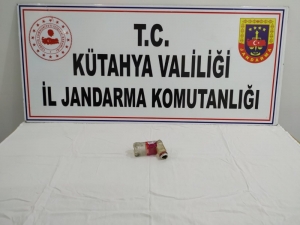 T.C.
KÜTAHYA VALİLİĞİ
İL JANDARMA KOMUTANLIĞI